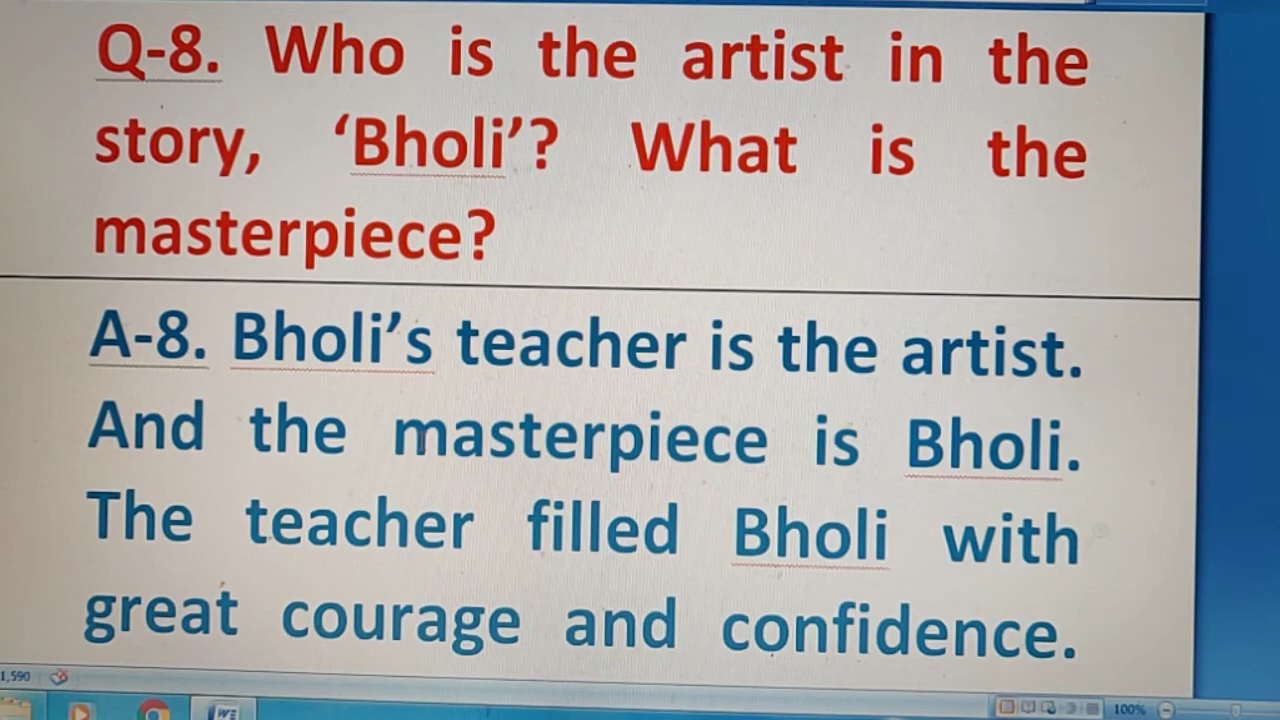 Q-8. Who is the artist in the
story, ‘Bholi’? What is the
masterpiece?
A-8. Bholi’s teacher is the artist.
And the masterpiece is Bholi.
The teacher filled Bholi with
great courage and confidence.
1,590
100%